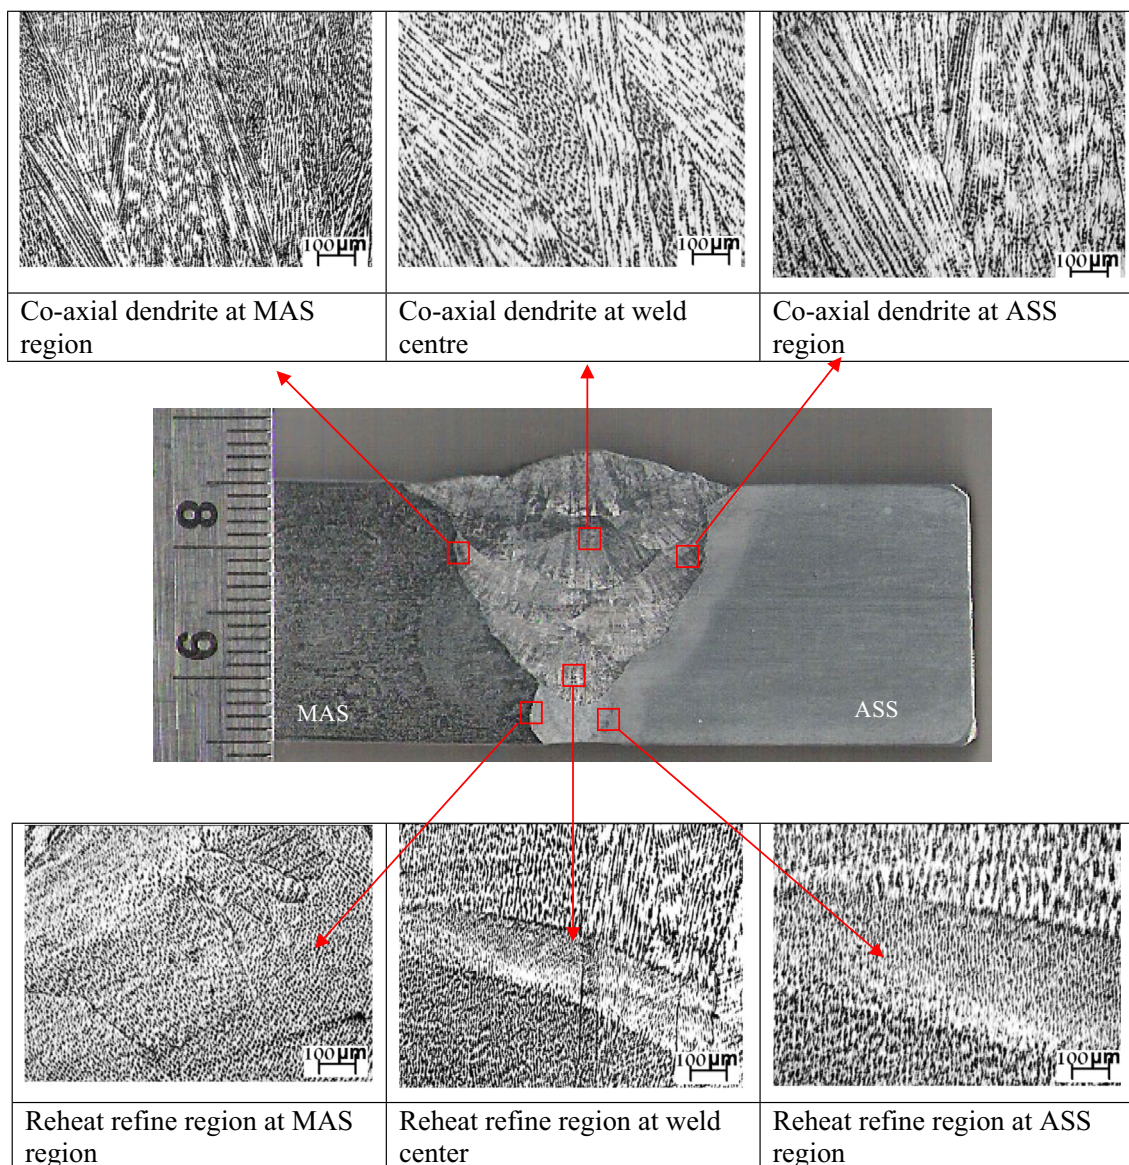 100µm
100µm
100µm
Co-axial dendrite at MAS
region
Co-axial dendrite at weld
centre
Co-axial dendrite at ASS
region
8
6
MAS
ASS
100µm
100µm
100µm
Reheat refine region at MAS
region
Reheat refine region at weld
center
Reheat refine region at ASS
region